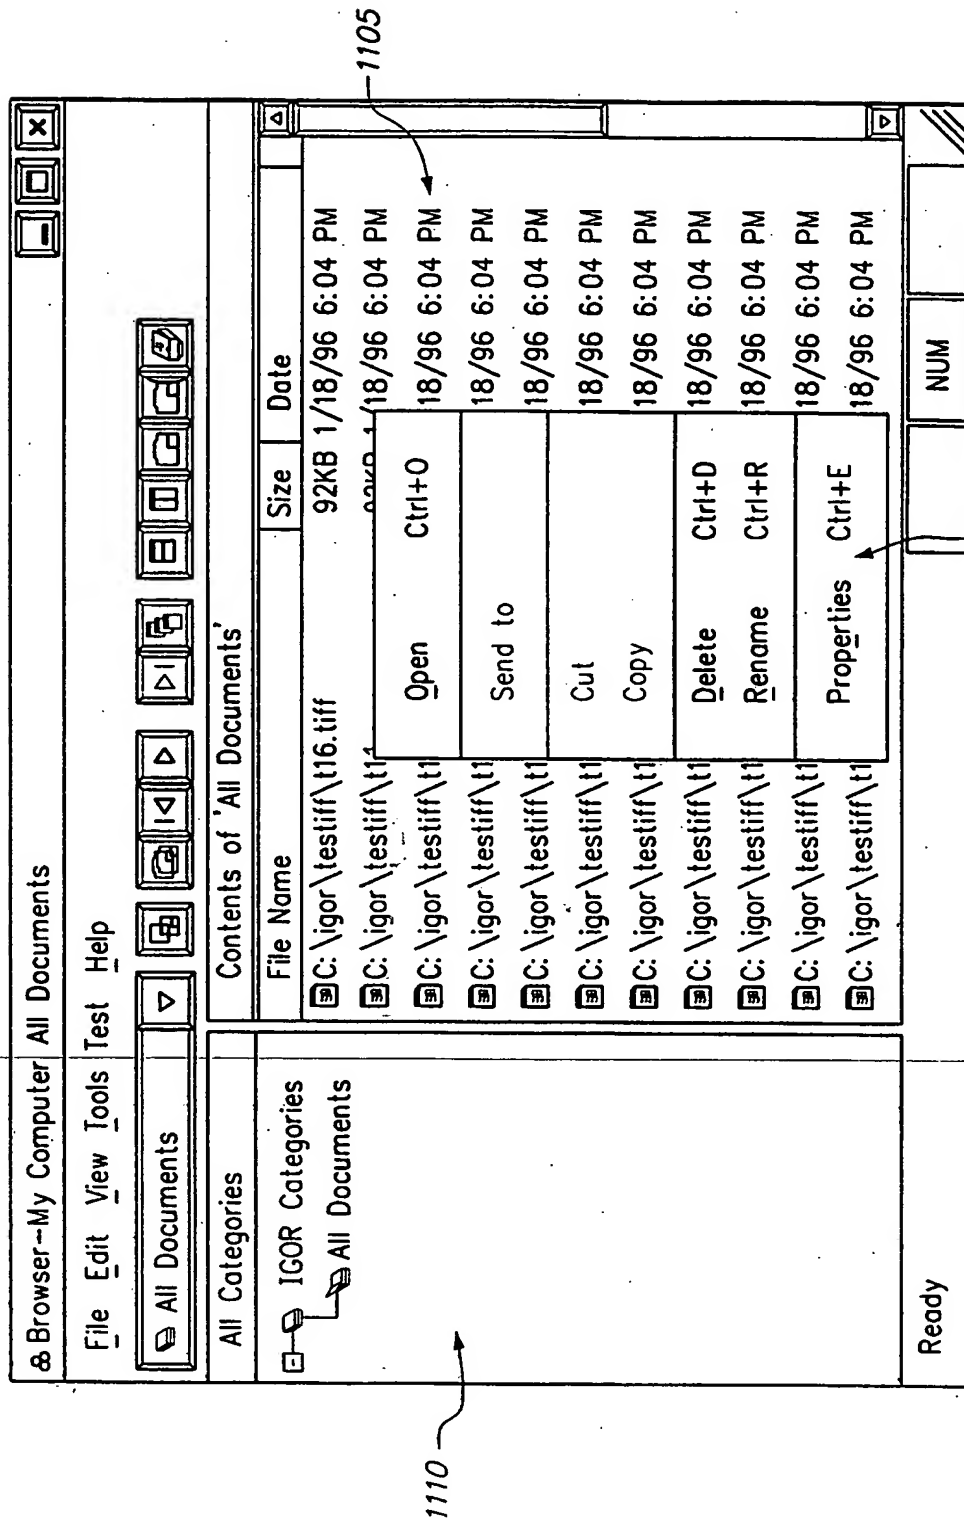 Browser--My Computer All Documents
File Edit View Tools Test Help
All Documents
All Categories
Contents of 'All Documents'
File Name Size Date
IGOR Categories
All Documents
C:\igor\testiff\t16.tiff 92KB 1/18/96 6:04 PM
C:\igor\testiff\t1 /18/96 6:04 PM
C:\igor\testiff\t1 18/96 6:04 PM
C:\igor\testiff\t1 18/96 6:04 PM
C:\igor\testiff\t1 18/96 6:04 PM
C:\igor\testiff\t1 18/96 6:04 PM
C:\igor\testiff\t1 18/96 6:04 PM
C:\igor\testiff\t1 18/96 6:04 PM
C:\igor\testiff\t1 18/96 6:04 PM
C:\igor\testiff\t1 18/96 6:04 PM
C:\igor\testiff\t1 18/96 6:04 PM
Open Ctrl+O
Send to
Cut
Copy
Delete Ctrl+D
Rename Ctrl+R
Properties Ctrl+E
Ready NUM
1105
1110